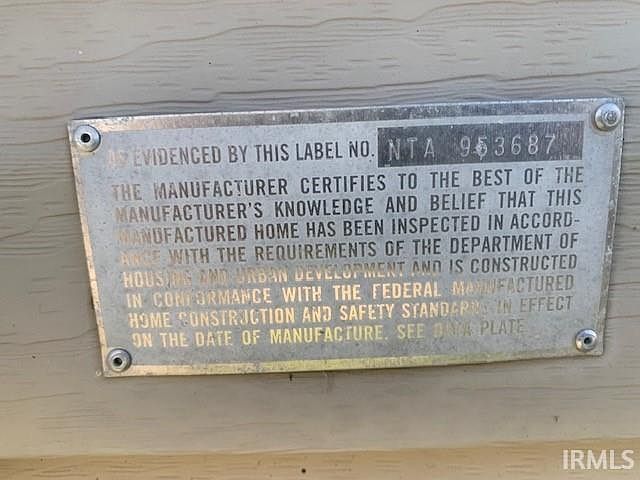 AS EVIDENCED BY THIS LABEL NO. NTA 953687
THE MANUFACTURER CERTIFIES TO THE BEST OF THE
MANUFACTURER'S KNOWLEDGE AND BELIEF THAT THIS
MANUFACTURED HOME HAS BEEN INSPECTED IN ACCORD-
ANCE WITH THE REQUIREMENTS OF THE DEPARTMENT OF
HOUSING AND URBAN DEVELOPMENT AND IS CONSTRUCTED
IN CONFORMANCE WITH THE FEDERAL MANUFACTURED
HOME CONSTRUCTION AND SAFETY STANDARDS IN EFFECT
ON THE DATE OF MANUFACTURE. SEE DATA PLATE
IRMLS